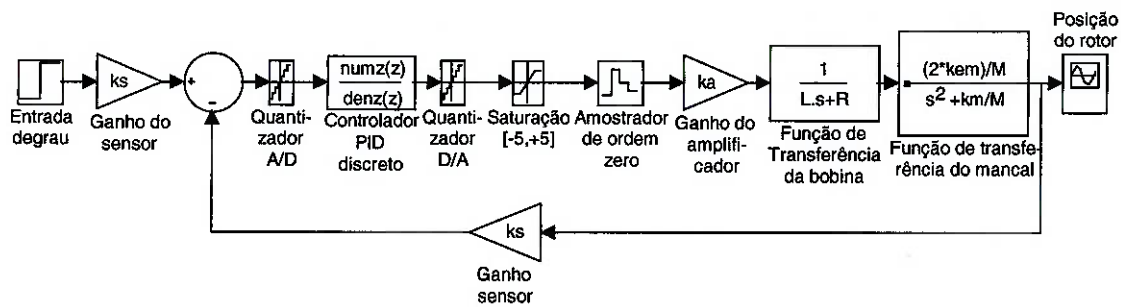 Entrada
degrau
ks
Ganho do
sensor
+
-
Quanti-
zador
A/D
numz(z)
denz(z)
Controlador
PID
discreto
Quanti-
zador
D/A
Saturação
[-5,+5]
Amostrador
de ordem
zero
ka
Ganho do
amplifi-
cador
1
L.s+R
Função de
Transferência
da bobina
(2*kem)/M
s2 +km/M
Função de transfe-
rência do mancal
Posição
do rotor
ks
Ganho
sensor